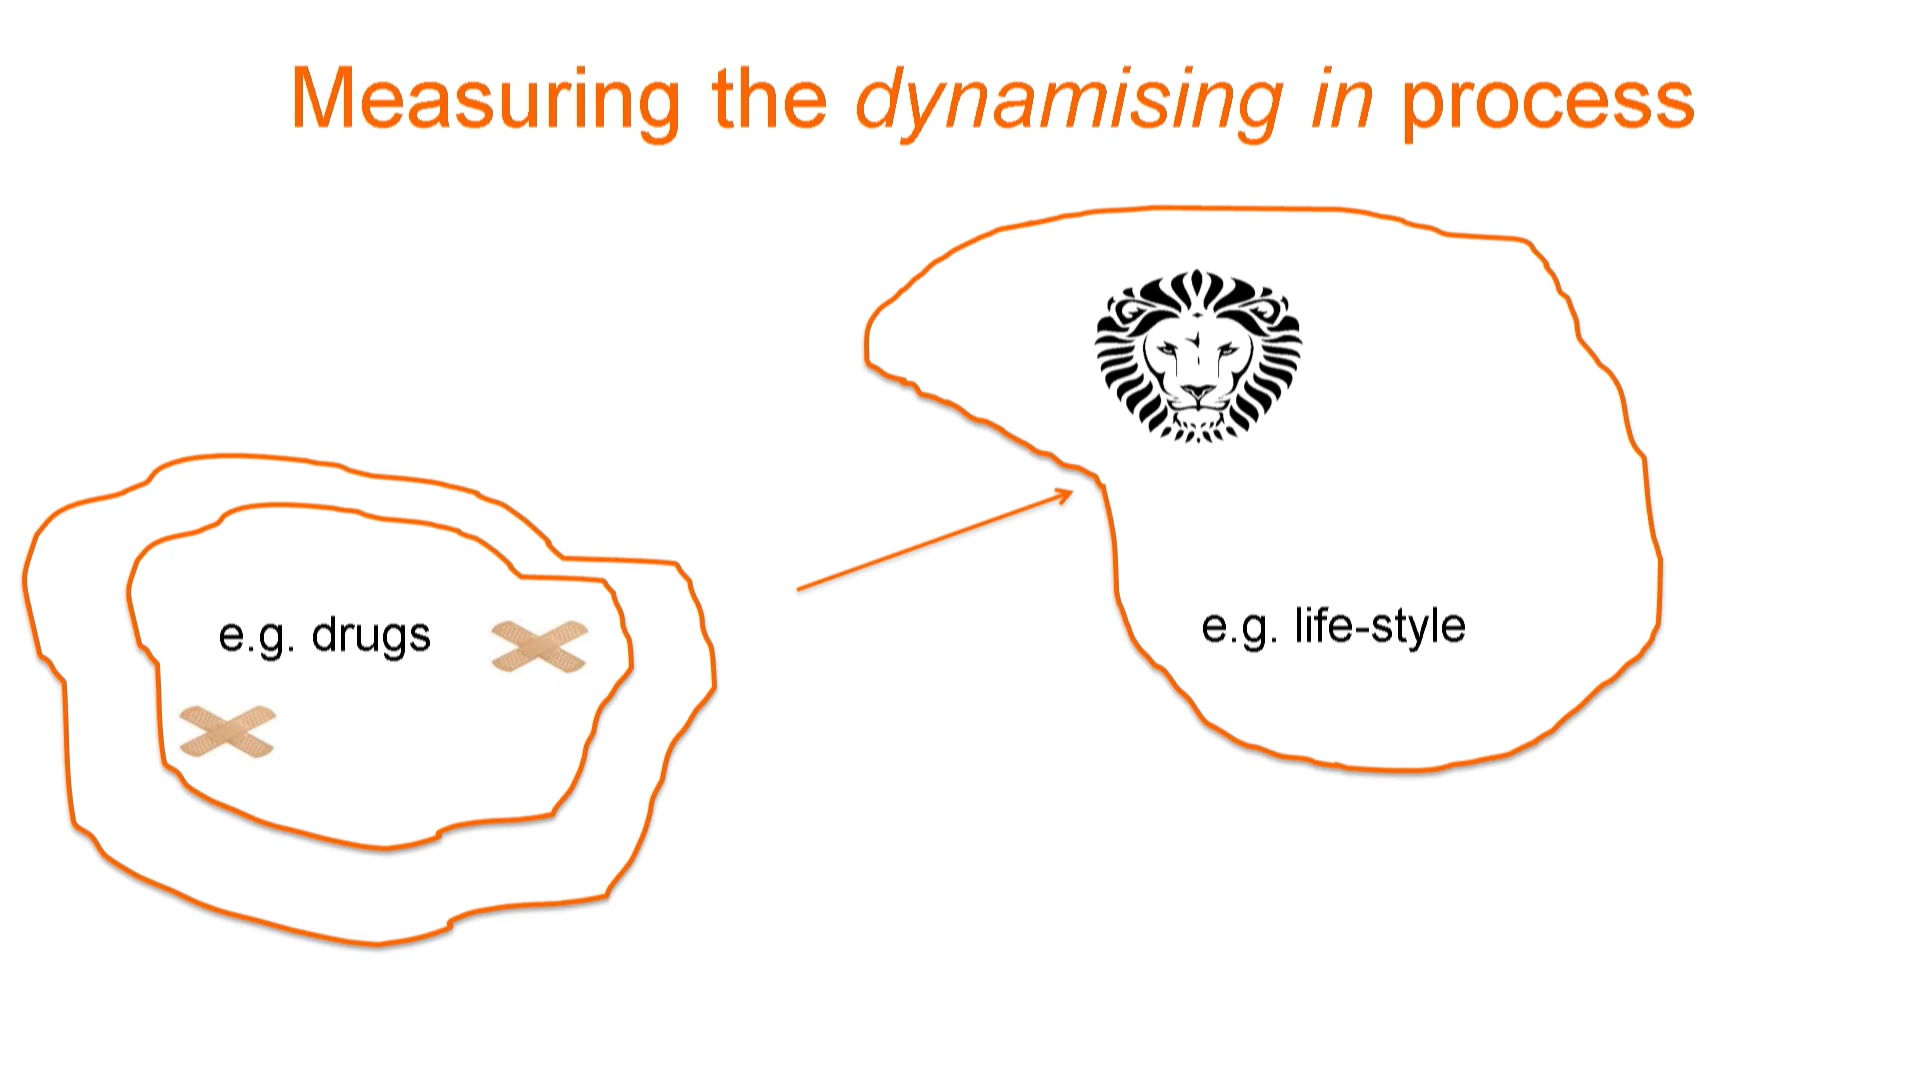 Measuring the dynamising in process
e.g. drugs
e.g. life-style